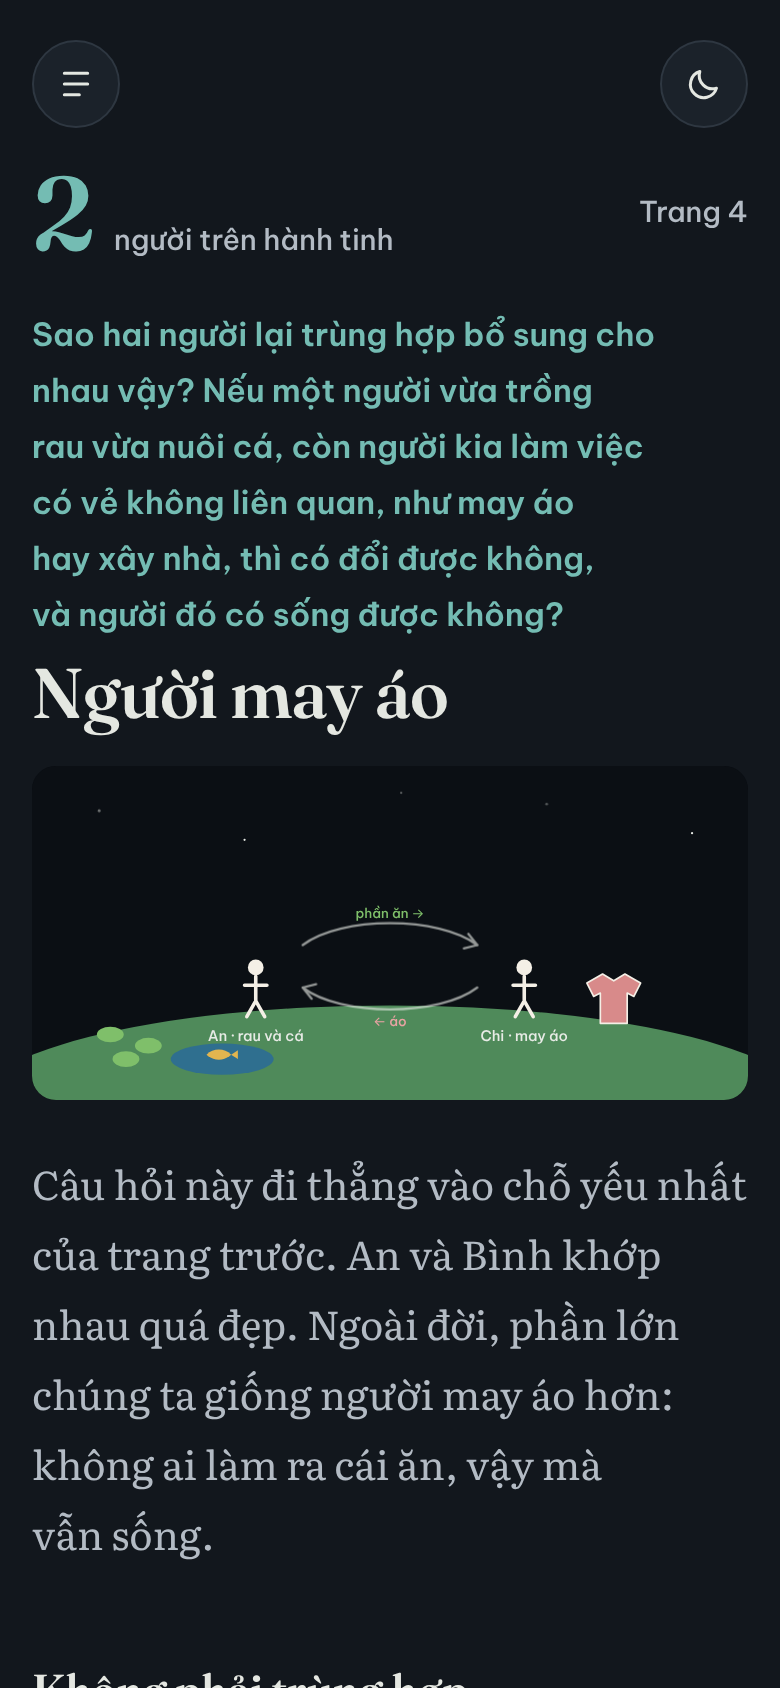 2 người trên hành tinh
Trang 4
Sao hai người lại trùng hợp bổ sung cho
nhau vậy? Nếu một người vừa trồng
rau vừa nuôi cá, còn người kia làm việc
có vẻ không liên quan, như may áo
hay xây nhà, thì có đổi được không,
và người đó có sống được không?
Người may áo
phần ăn →
← áo
An · rau và cá
Chi · may áo
Câu hỏi này đi thẳng vào chỗ yếu nhất
của trang trước. An và Bình khớp
nhau quá đẹp. Ngoài đời, phần lớn
chúng ta giống người may áo hơn:
không ai làm ra cái ăn, vậy mà
vẫn sống.
Không phải trùng hợp